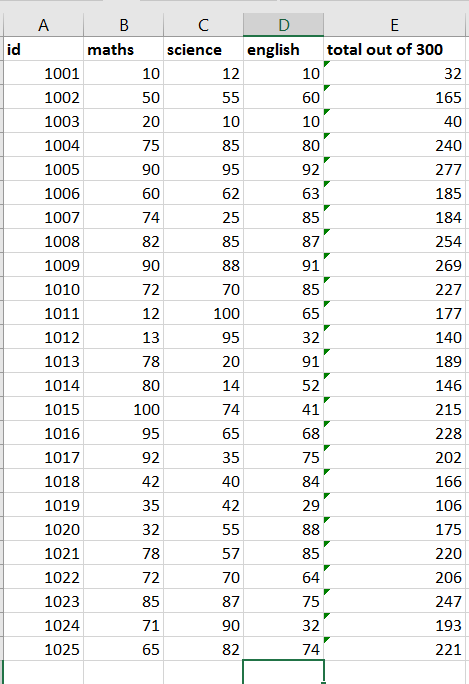 A B C D E
id maths science english total out of 300
1001 10 12 10 32
1002 50 55 60 165
1003 20 10 10 40
1004 75 85 80 240
1005 90 95 92 277
1006 60 62 63 185
1007 74 25 85 184
1008 82 85 87 254
1009 90 88 91 269
1010 72 70 85 227
1011 12 100 65 177
1012 13 95 32 140
1013 78 20 91 189
1014 80 14 52 146
1015 100 74 41 215
1016 95 65 68 228
1017 92 35 75 202
1018 42 40 84 166
1019 35 42 29 106
1020 32 55 88 175
1021 78 57 85 220
1022 72 70 64 206
1023 85 87 75 247
1024 71 90 32 193
1025 65 82 74 221